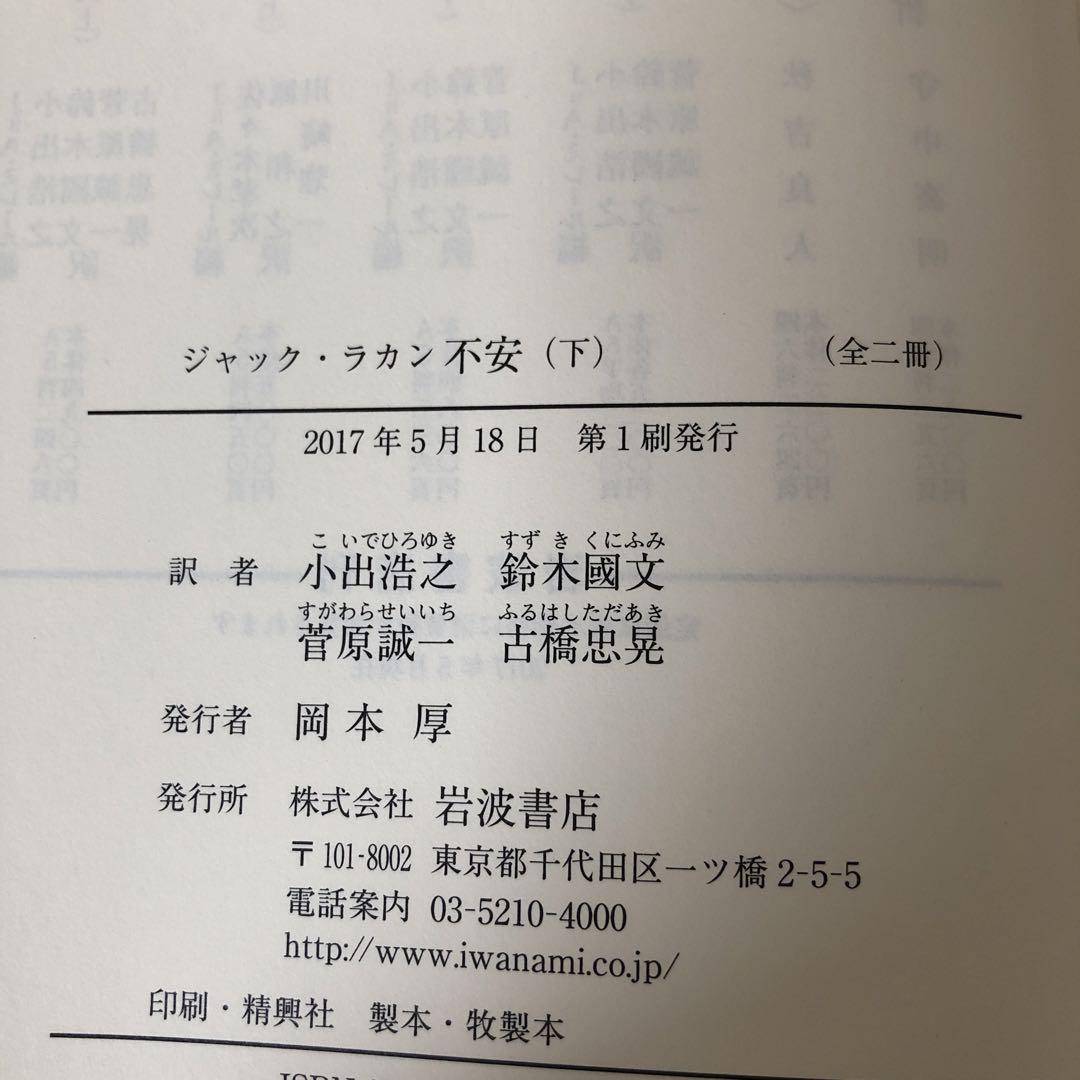 ジャック・ラカン 不安（下） （全二冊）
2017年5月18日 第1刷発行
こいでひろゆき すずきくにふみ
訳者 小出浩之 鈴木國文
すがわらせいいち ふるはしただあき
菅原誠一 古橋忠晃
発行者 岡本厚
発行所 株式会社 岩波書店
〒101-8002 東京都千代田区一ツ橋2-5-5
電話案内 03-5210-4000
http://www.iwanami.co.jp/
印刷・精興社 製本・牧製本